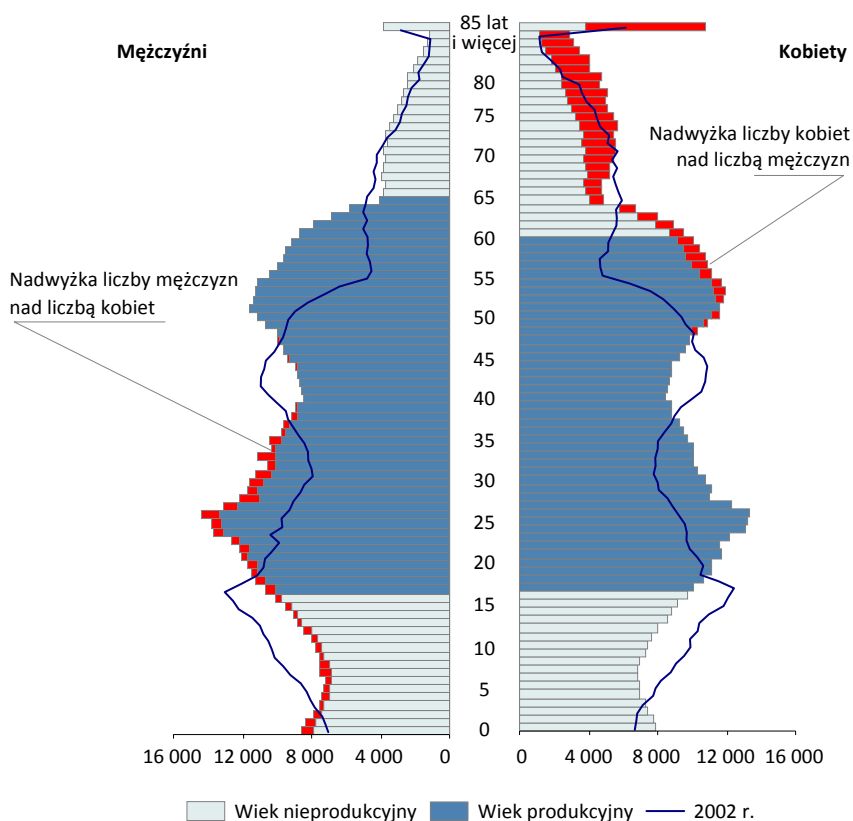 Mężczyźni
85 lat
i więcej
Kobiety
80
75
70
65
60
55
50
45
40
35
30
25
20
15
10
5
0
Nadwyżka liczby kobiet
nad liczbą mężczyzn
Nadwyżka liczby mężczyzn
nad liczbą kobiet
16 000 12 000 8 000 4 000 0
0 4 000 8 000 12 000 16 000
Wiek nieprodukcyjny Wiek produkcyjny 2002 r.